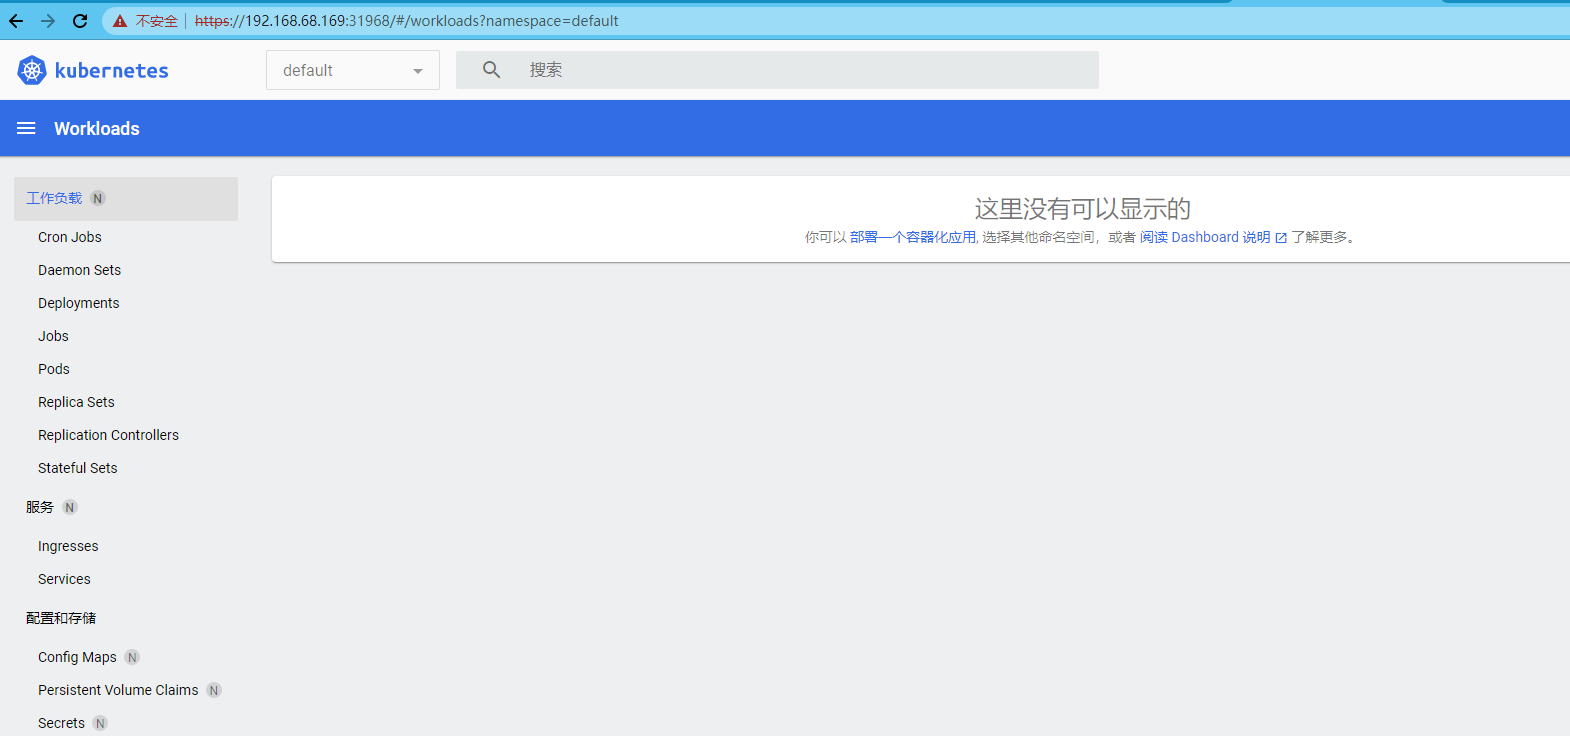 不安全 https://192.168.68.169:31968/#/workloads?namespace=default
kubernetes default 搜索
Workloads
工作负载 N
Cron Jobs
Daemon Sets
Deployments
Jobs
Pods
Replica Sets
Replication Controllers
Stateful Sets
服务 N
Ingresses
Services
配置和存储
Config Maps N
Persistent Volume Claims N
Secrets N
这里没有可以显示的
你可以 部署一个容器化应用, 选择其他命名空间，或者 阅读 Dashboard 说明 了解更多。